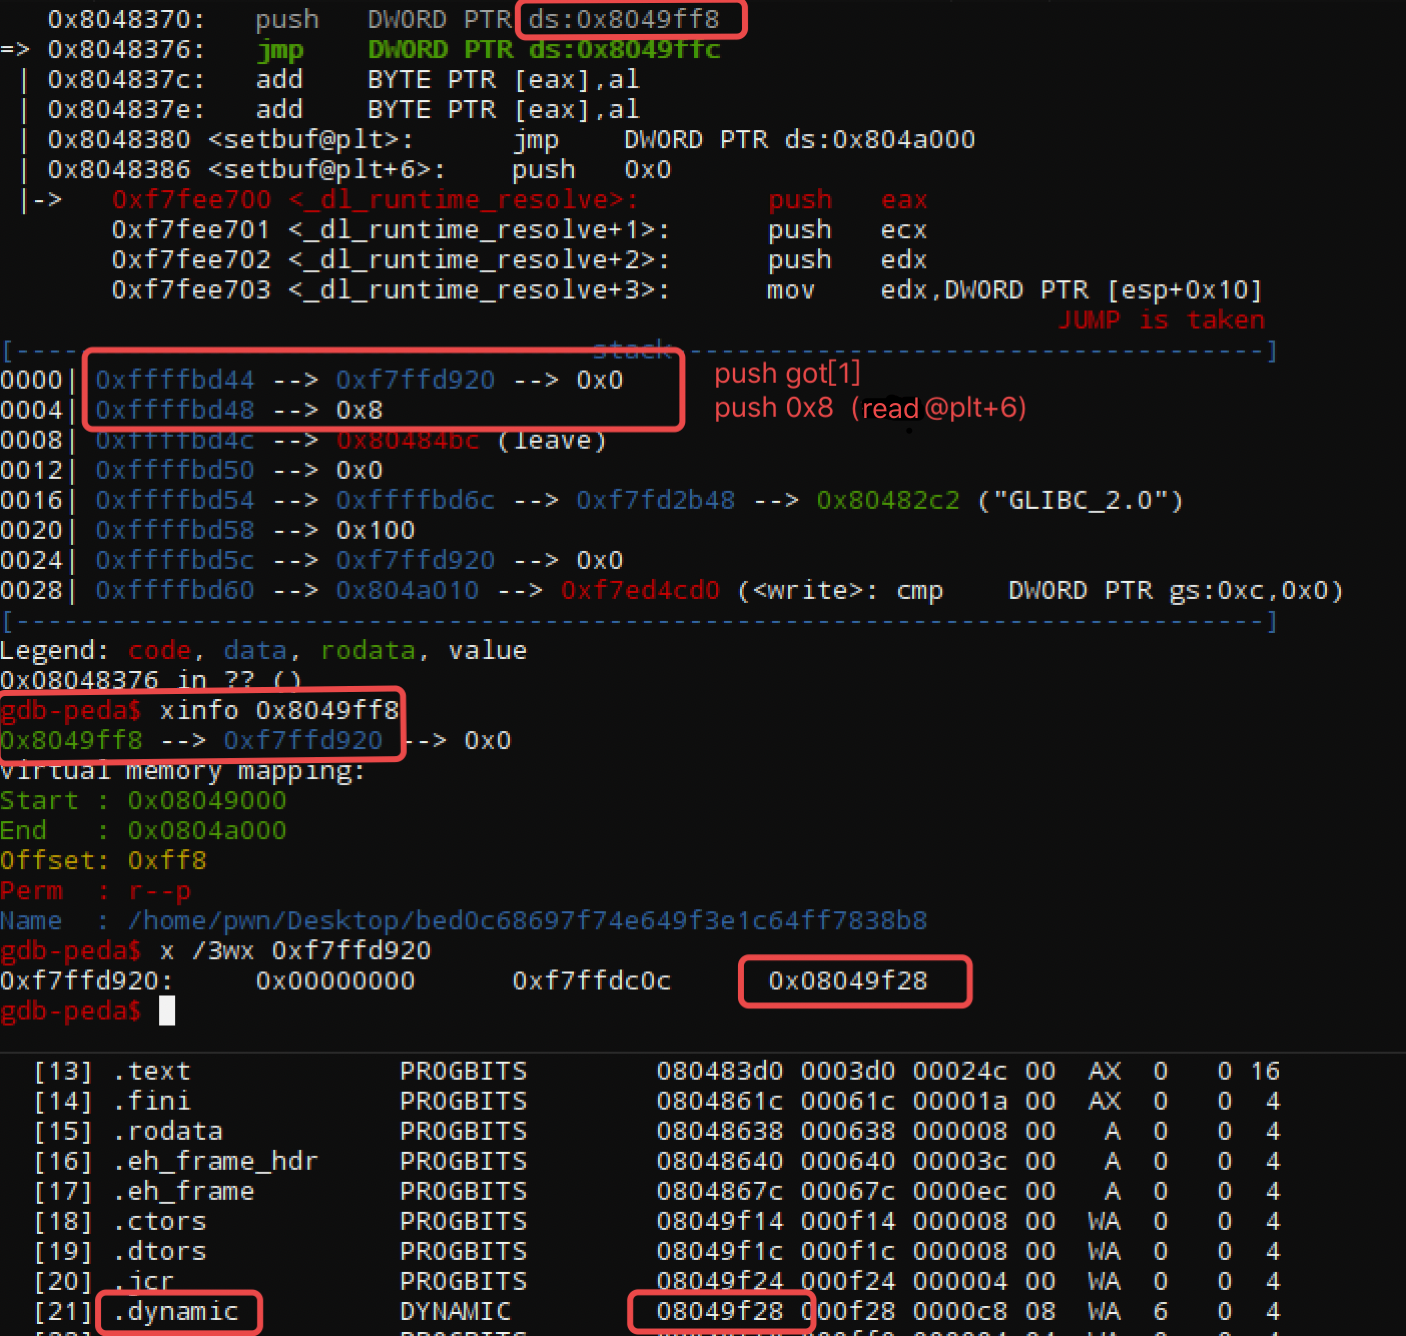 0x8048370: push DWORD PTR ds:0x8049ff8
=> 0x8048376: jmp DWORD PTR ds:0x8049ffc
| 0x804837c: add BYTE PTR [eax],al
| 0x804837e: add BYTE PTR [eax],al
| 0x8048380 <setbuf@plt>: jmp DWORD PTR ds:0x804a000
| 0x8048386 <setbuf@plt+6>: push 0x0
|-> 0xf7fee700 <_dl_runtime_resolve>: push eax
0xf7fee701 <_dl_runtime_resolve+1>: push ecx
0xf7fee702 <_dl_runtime_resolve+2>: push edx
0xf7fee703 <_dl_runtime_resolve+3>: mov edx,DWORD PTR [esp+0x10]
JUMP is taken
[----stack-------------------------------------]
0000| 0xffffbd44 --> 0xf7ffd920 --> 0x0 push got[1]
0004| 0xffffbd48 --> 0x8 push 0x8 (read@plt+6)
0008| 0xffffbd4c --> 0x80484bc (leave)
0012| 0xffffbd50 --> 0x0
0016| 0xffffbd54 --> 0xffffbd6c --> 0xf7fd2b48 --> 0x80482c2 ("GLIBC_2.0")
0020| 0xffffbd58 --> 0x100
0024| 0xffffbd5c --> 0xf7ffd920 --> 0x0
0028| 0xffffbd60 --> 0x804a010 --> 0xf7ed4cd0 (<write>: cmp DWORD PTR gs:0xc,0x0)
[------------------------------------------------------------------------------]
Legend: code, data, rodata, value
0x08048376 in ?? ()
gdb-peda$ xinfo 0x8049ff8
0x8049ff8 --> 0xf7ffd920 --> 0x0
Virtual memory mapping:
Start : 0x08049000
End : 0x0804a000
Offset: 0xff8
Perm : r--p
Name : /home/pwn/Desktop/bed0c68697f74e649f3e1c64ff7838b8
gdb-peda$ x /3wx 0xf7ffd920
0xf7ffd920: 0x00000000 0xf7ffdc0c 0x08049f28
gdb-peda$
[13] .text PROGBITS 080483d0 0003d0 00024c 00 AX 0 0 16
[14] .fini PROGBITS 0804861c 00061c 00001a 00 AX 0 0 4
[15] .rodata PROGBITS 08048638 000638 000008 00 A 0 0 4
[16] .eh_frame_hdr PROGBITS 08048640 000640 00003c 00 A 0 0 4
[17] .eh_frame PROGBITS 0804867c 00067c 0000ec 00 A 0 0 4
[18] .ctors PROGBITS 08049f14 000f14 000008 00 WA 0 0 4
[19] .dtors PROGBITS 08049f1c 000f1c 000008 00 WA 0 0 4
[20] .jcr PROGBITS 08049f24 000f24 000004 00 WA 0 0 4
[21] .dynamic DYNAMIC 08049f28 000f28 0000c8 08 WA 6 0 4